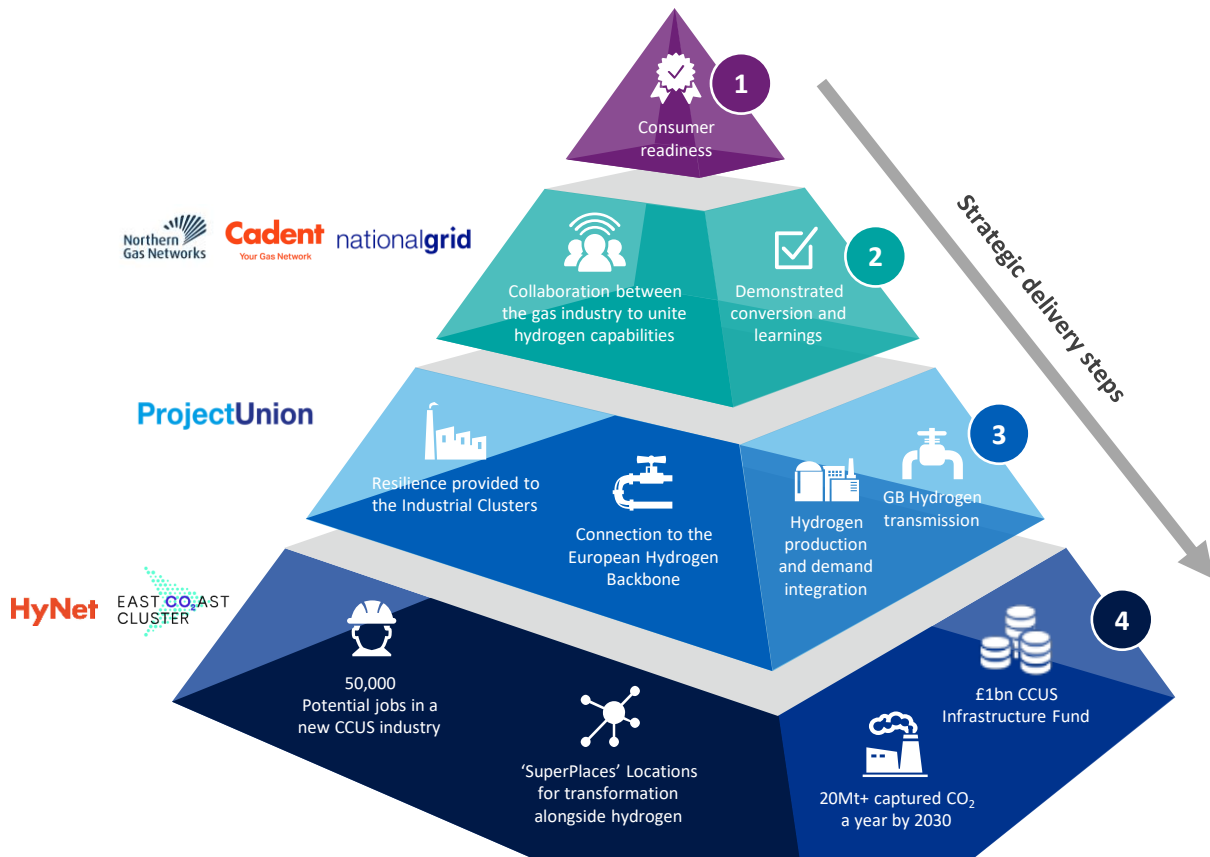 1
Consumer
readiness
Northern
Gas Networks
Cadent
Your Gas Network
nationalgrid
2
Collaboration between
the gas industry to unite
hydrogen capabilities
Demonstrated
conversion and
learnings
Strategic delivery steps
ProjectUnion
3
Resilience provided to
the Industrial Clusters
Connection to the
European Hydrogen
Backbone
Hydrogen
production
and demand
integration
GB Hydrogen
transmission
HyNet
EAST CO₂AST
CLUSTER
4
50,000
Potential jobs in a
new CCUS industry
‘SuperPlaces’ Locations
for transformation
alongside hydrogen
20Mt+ captured CO₂
a year by 2030
£1bn CCUS
Infrastructure Fund